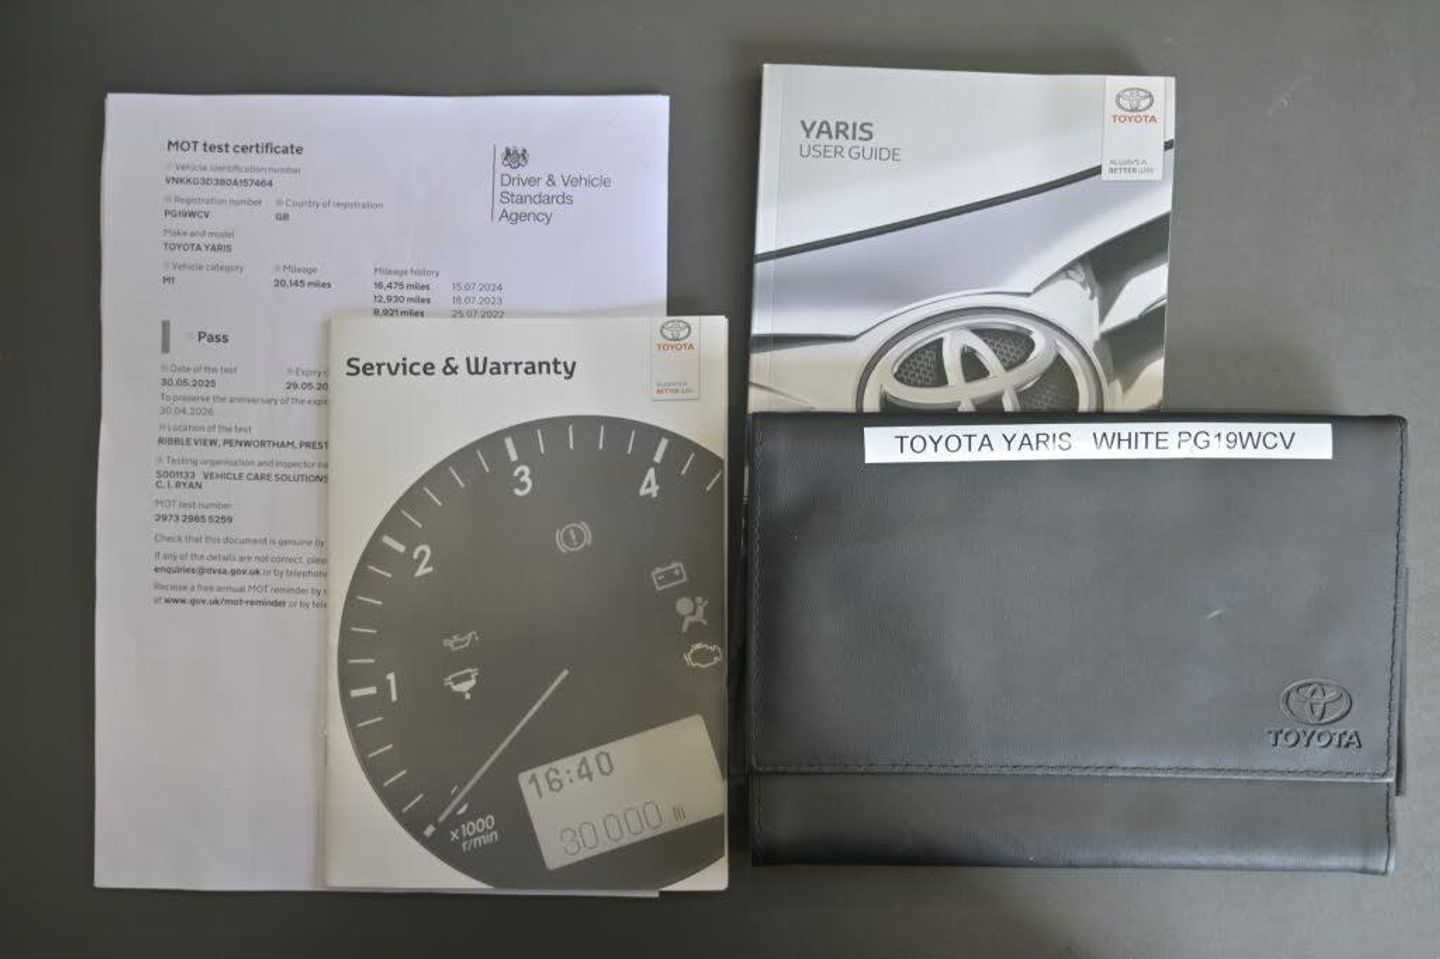 MOT test certificate
Vehicle identification number
VNKKG3D380A157464
Registration number Country of registration
PG19WCV GB
Make and model
TOYOTA YARIS
Vehicle category Mileage Mileage history
M1 20,145 miles 16,475 miles 15.07.2024
12,930 miles 18.07.2023
8,921 miles 25.07.2022
Driver & Vehicle
Standards
Agency
Pass
Date of the test Expiry
30.05.2025 29.05.20
To preserve the anniversary of the
30.04.2026
Location of the test
RIBBLE VIEW, PENWORTHAM,
Testing organisation and inspector
S001133 VEHICLE CARE SOLUTIONS
C. I. RYAN
MOT test number
2973 2965 5259
Check that this document is genuine by
If any of the details are not correct,
enquiries@dvsa.gov.uk or by
Receive a free annual MOT reminder by
at www.gov.uk/mot-reminder or by
Service & Warranty
TOYOTA
ALWAYS A
BETTER WAY
1
2
3
4
x1000
r/min
16:40
30.000
YARIS
USER GUIDE
TOYOTA
ALWAYS A
BETTER WAY
TOYOTA YARIS WHITE PG19WCV
TOYOTA